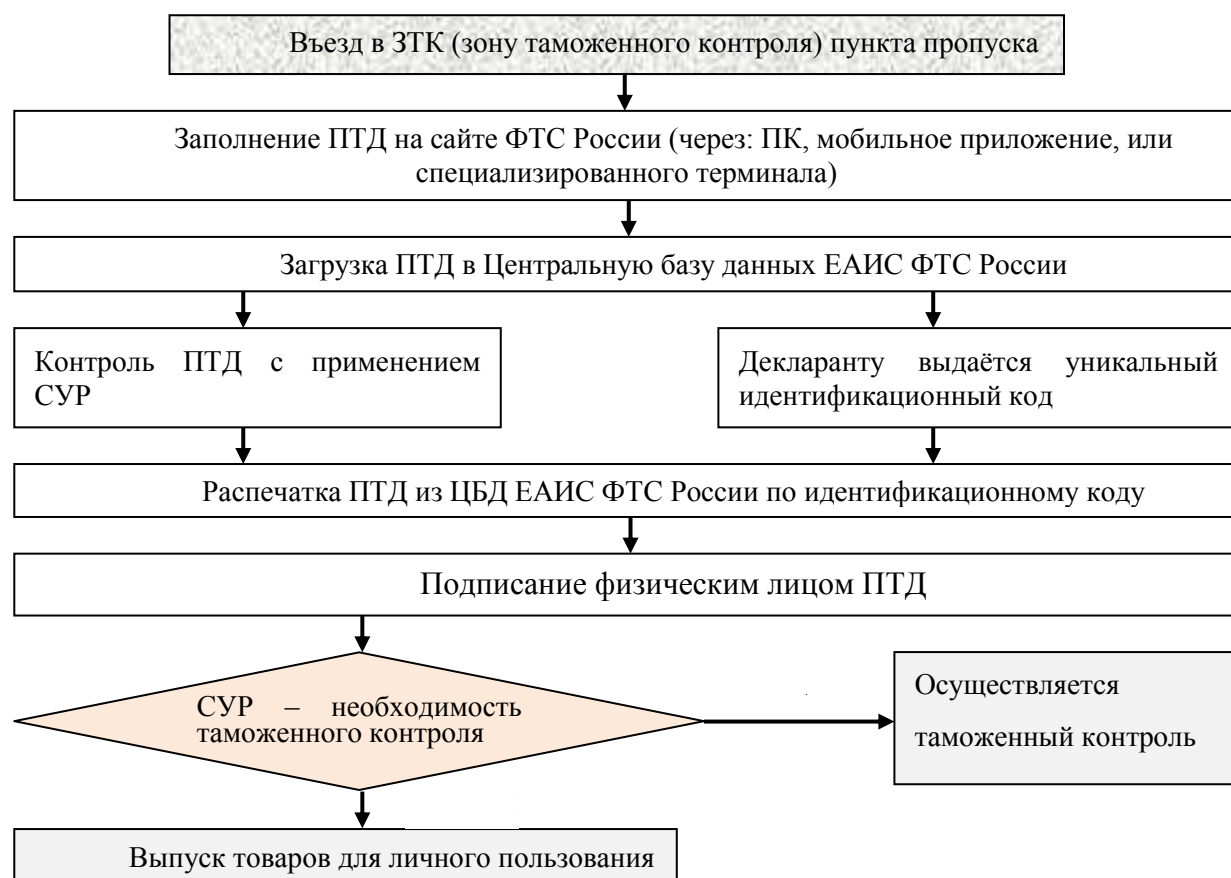 Въезд в ЗТК (зону таможенного контроля) пункта пропуска
Заполнение ПТД на сайте ФТС России (через: ПК, мобильное приложение, или
специализированного терминала)
Загрузка ПТД в Центральную базу данных ЕАИС ФТС России
Контроль ПТД с применением
СУР
Декларанту выдаётся уникальный
идентификационный код
Распечатка ПТД из ЦБД ЕАИС ФТС России по идентификационному коду
Подписание физическим лицом ПТД
СУР – необходимость
таможенного контроля
Осуществляется
таможенный контроль
Выпуск товаров для личного пользования